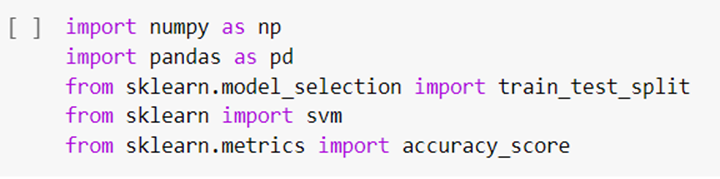 [ ] import numpy as np
import pandas as pd
from sklearn.model_selection import train_test_split
from sklearn import svm
from sklearn.metrics import accuracy_score